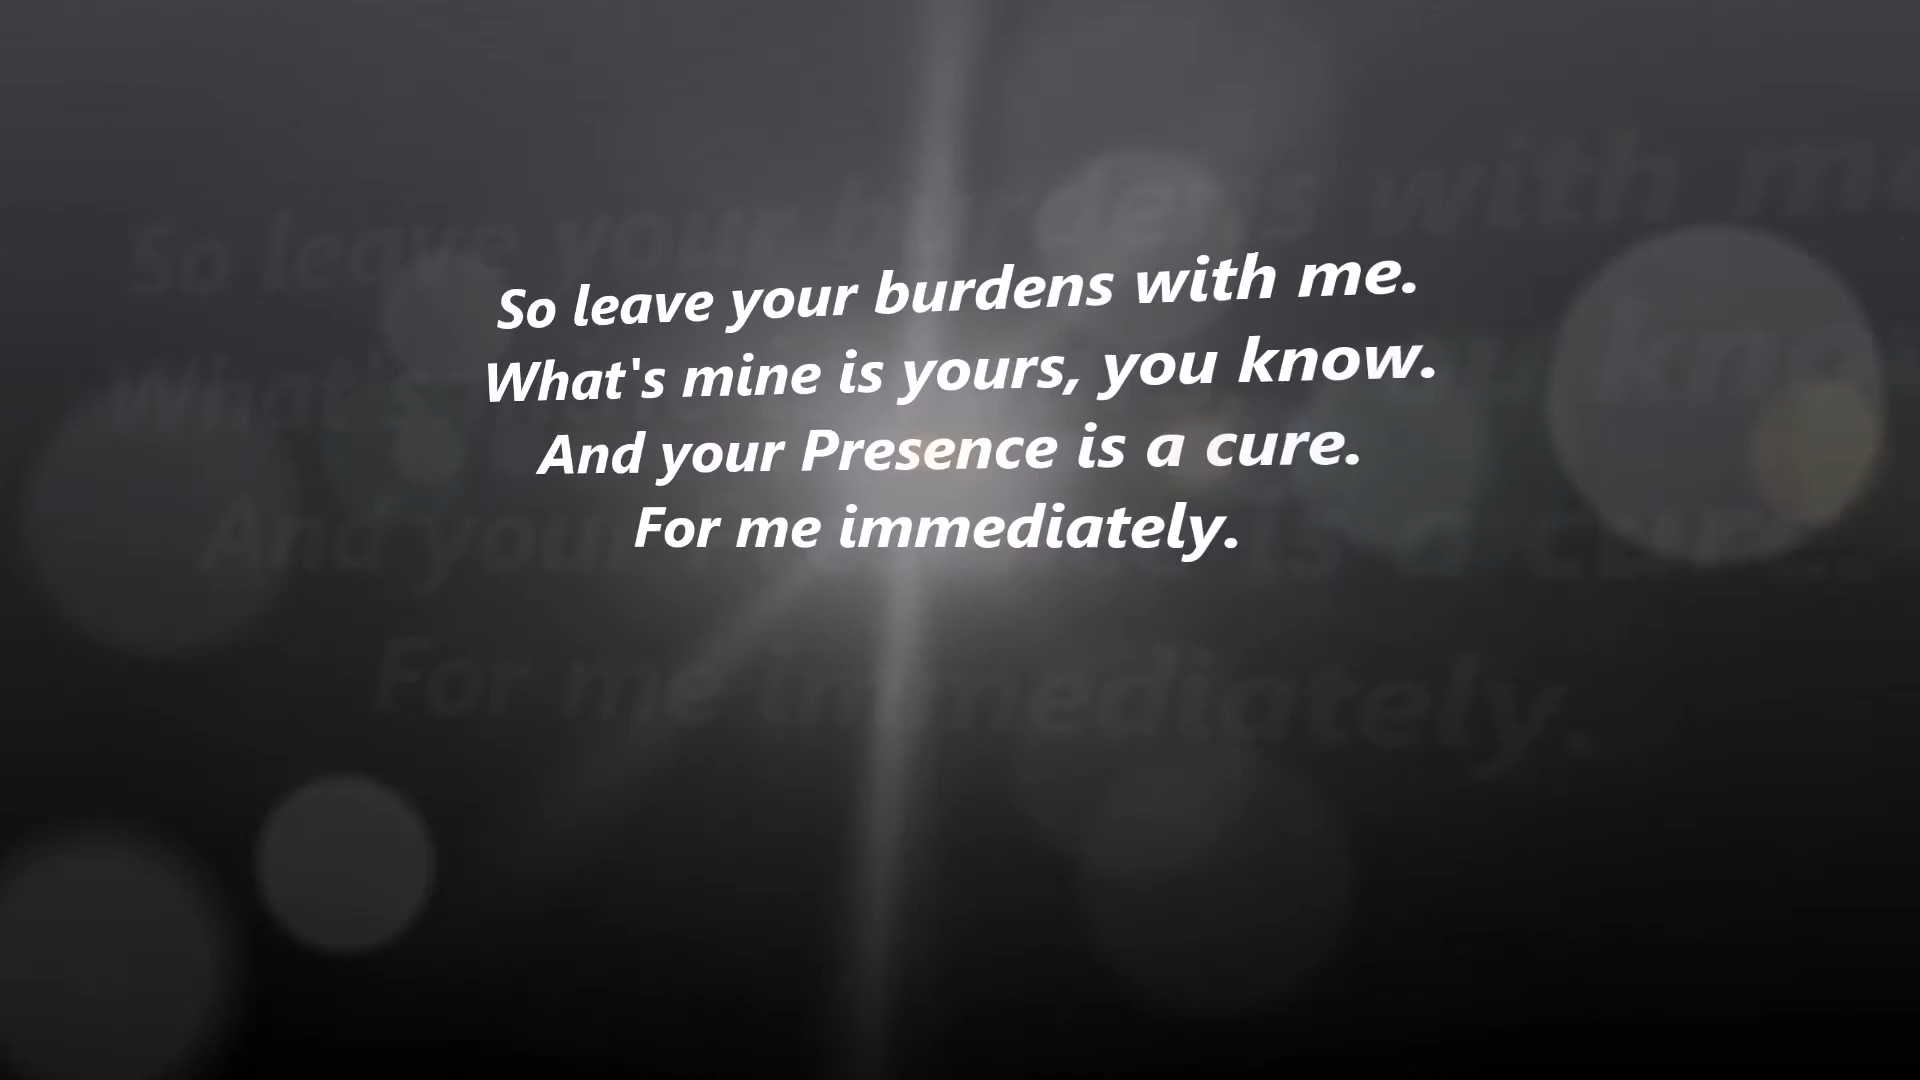 So leave your burdens with me.
What's mine is yours, you know.
And your Presence is a cure.
For me immediately.